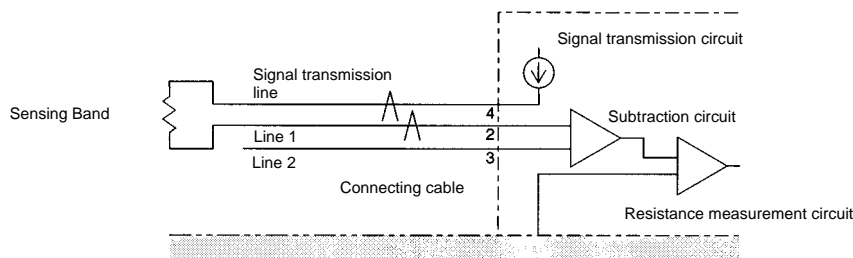 Signal transmission circuit
Signal transmission
line
Sensing Band
4
Subtraction circuit
Line 1
2
Line 2
3
Connecting cable
Resistance measurement circuit